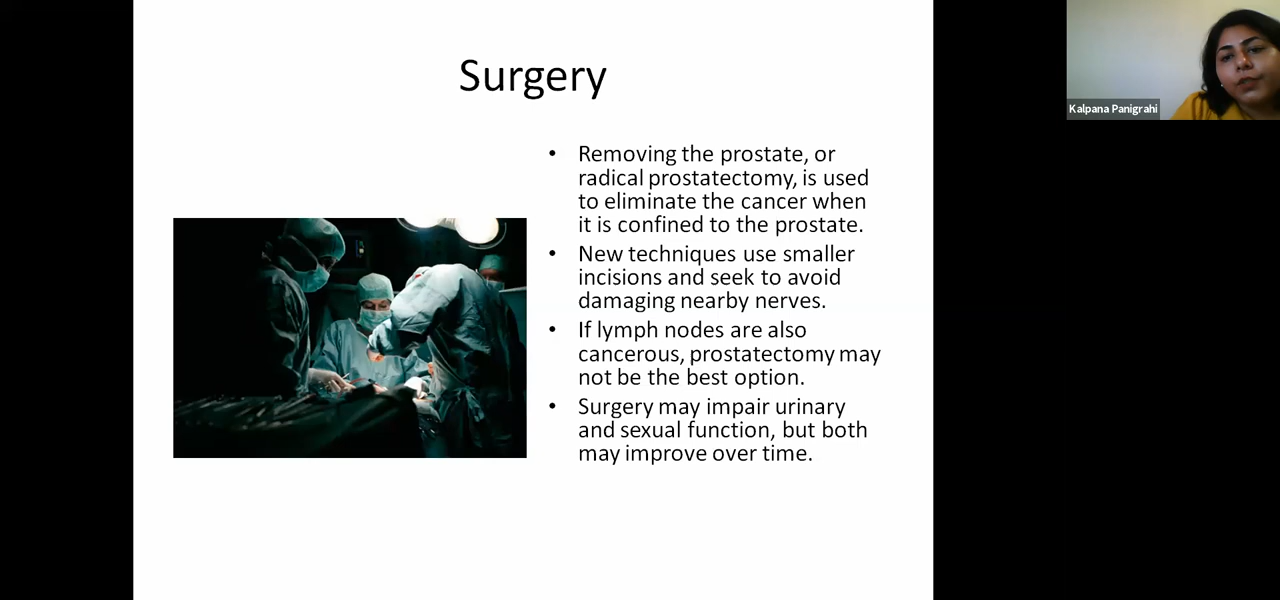 Surgery
Kalpana Panigrahi
• Removing the prostate, or
radical prostatectomy, is used
to eliminate the cancer when
it is confined to the prostate.
• New techniques use smaller
incisions and seek to avoid
damaging nearby nerves.
• If lymph nodes are also
cancerous, prostatectomy may
not be the best option.
• Surgery may impair urinary
and sexual function, but both
may improve over time.